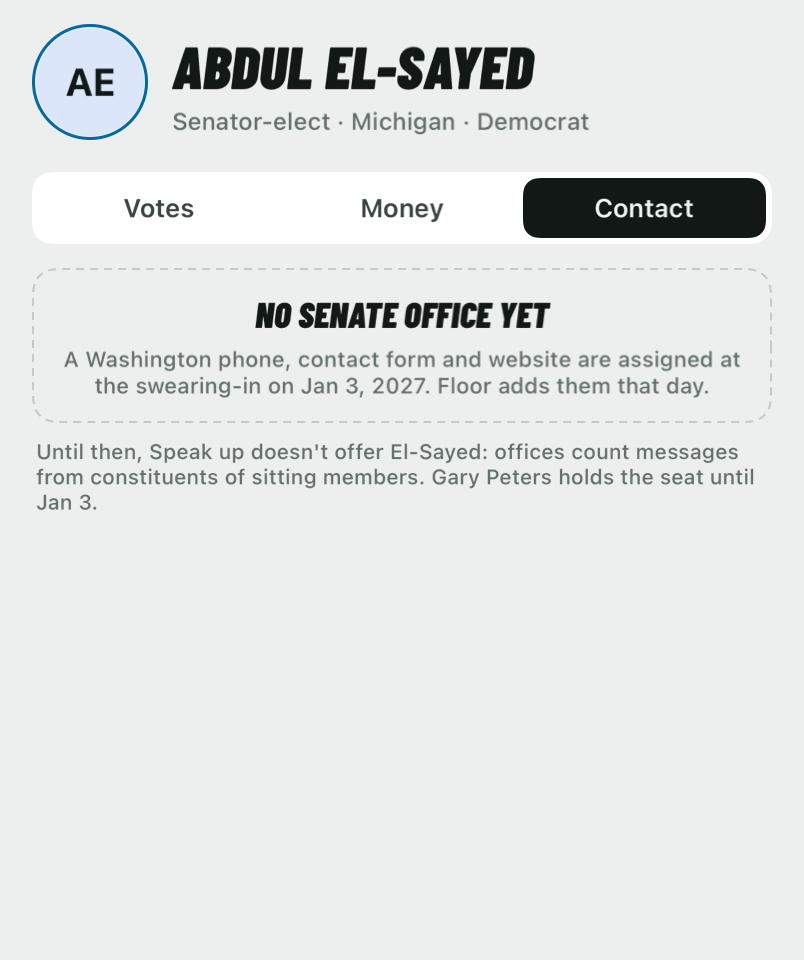 AE
ABDUL EL-SAYED
Senator-elect · Michigan · Democrat
Votes
Money
Contact
NO SENATE OFFICE YET
A Washington phone, contact form and website are assigned at
the swearing-in on Jan 3, 2027. Floor adds them that day.
Until then, Speak up doesn't offer El-Sayed: offices count messages
from constituents of sitting members. Gary Peters holds the seat until
Jan 3.